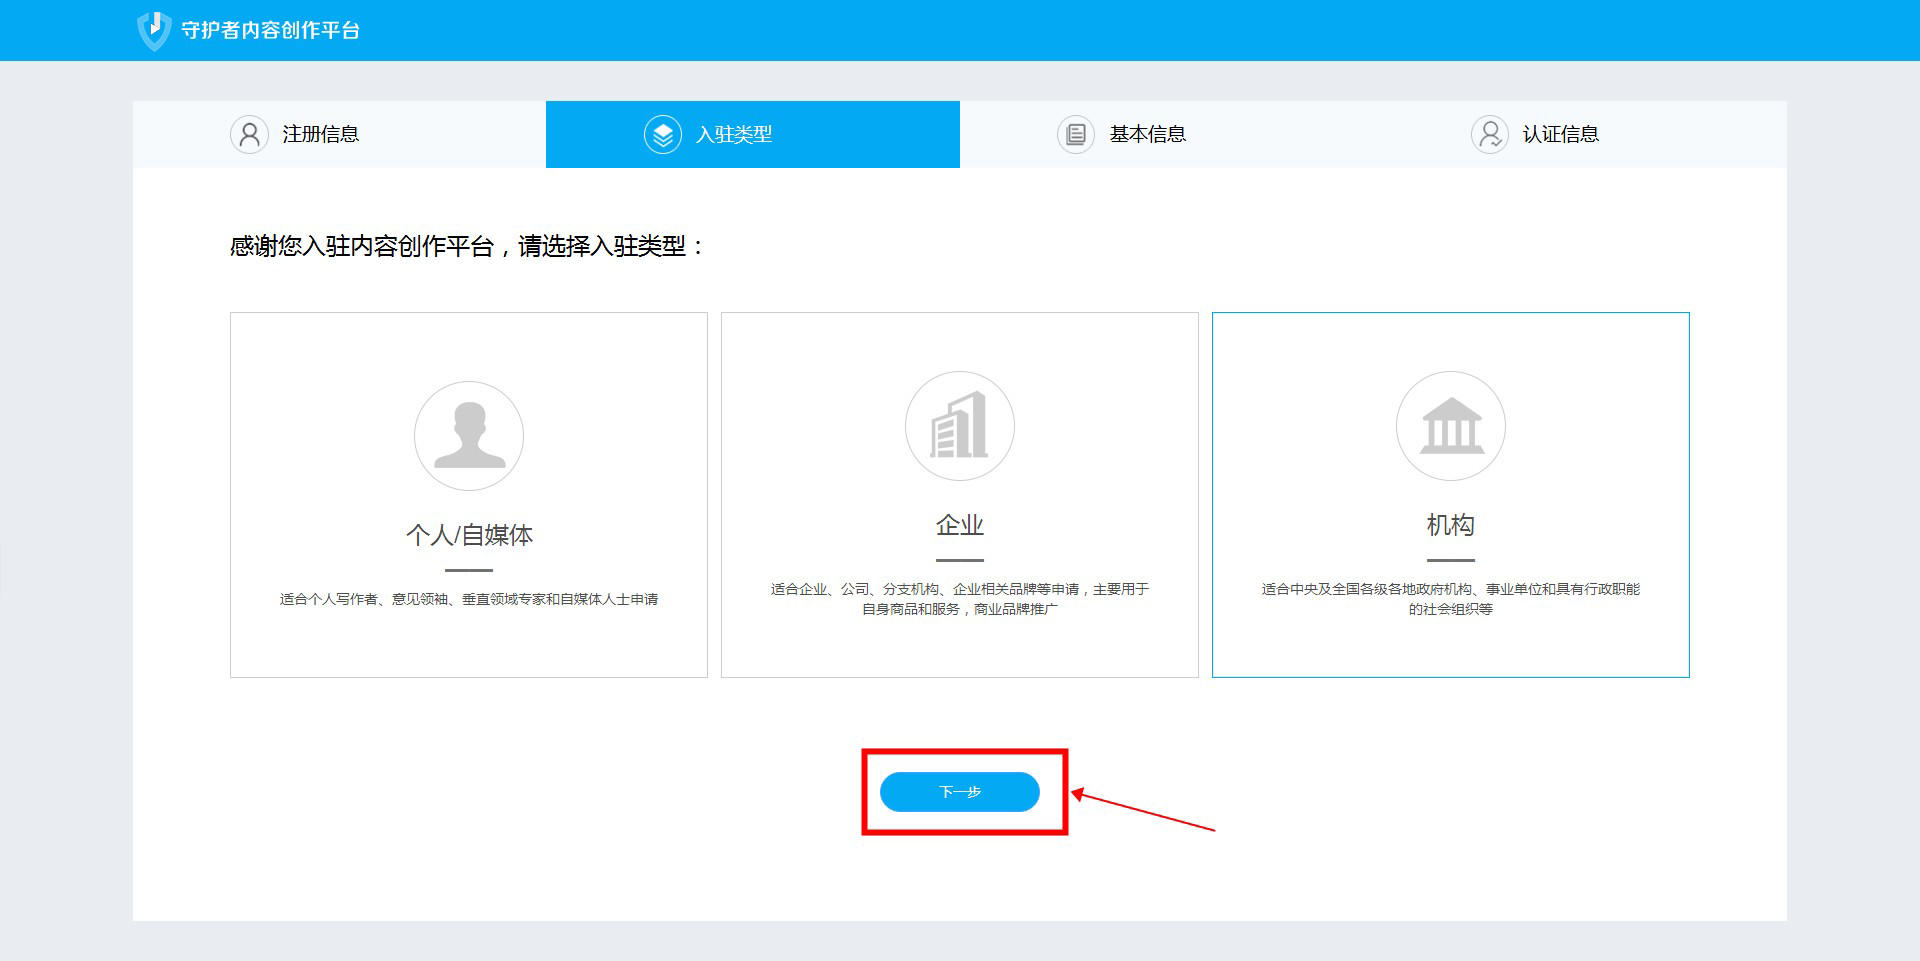 守护者内容创作平台
注册信息
入驻类型
基本信息
认证信息
感谢您入驻内容创作平台，请选择入驻类型：
个人/自媒体
适合个人写作者、意见领袖、垂直领域专家和自媒体人士申请
企业
适合企业、公司、分支机构、企业相关品牌等申请，主要用于
自身商品和服务，商业品牌推广
机构
适合中央及全国各级各地政府机构、事业单位和具有行政职能
的社会组织等
下一步